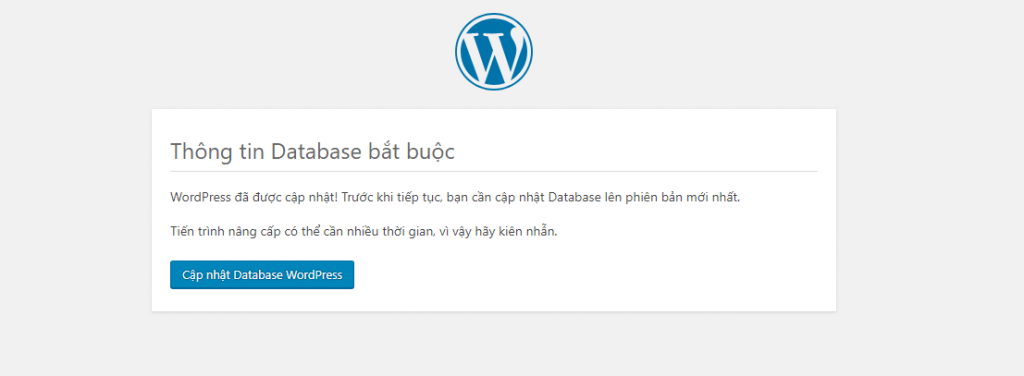 Thông tin Database bắt buộc
WordPress đã được cập nhật! Trước khi tiếp tục, bạn cần cập nhật Database lên phiên bản mới nhất.
Tiến trình nâng cấp có thể cần nhiều thời gian, vì vậy hãy kiên nhẫn.
Cập nhật Database WordPress